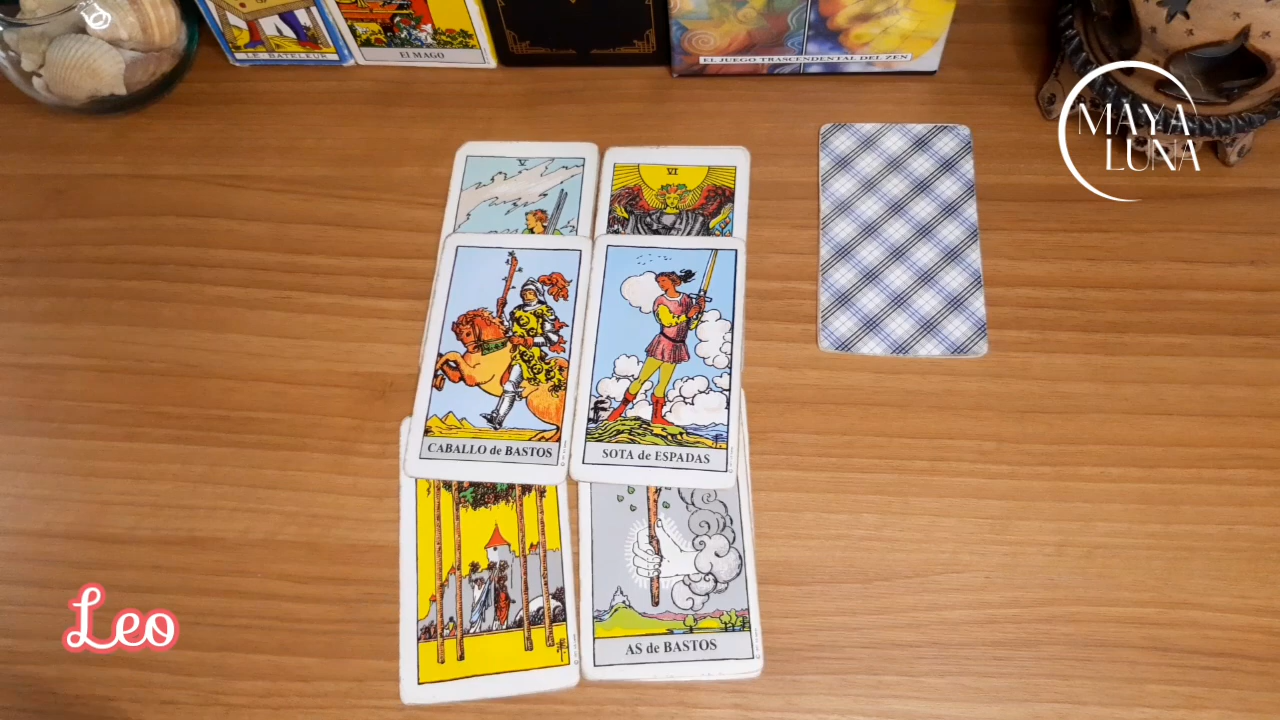 LE BATELEUR
El MAGO
EL JUEGO TRASCENDENTAL DEL ZEN
MAYA
LUNA
V
VI
CABALLO de BASTOS
SOTA de ESPADAS
AS de BASTOS
Leo